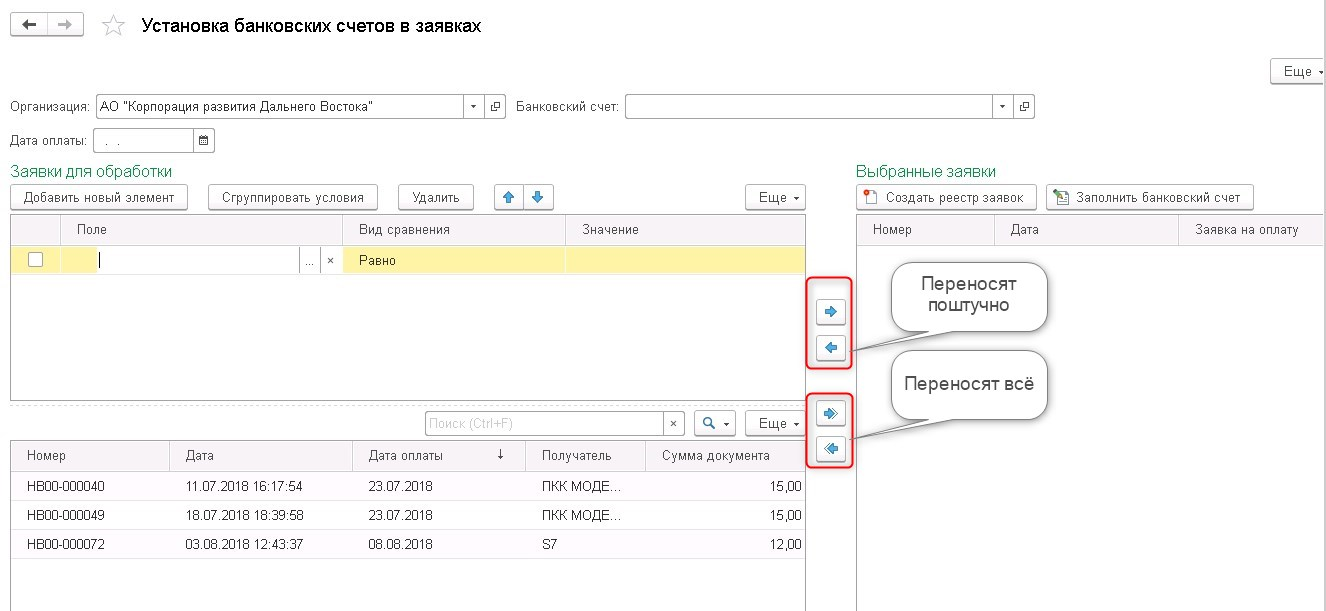 Установка банковских счетов в заявках
Еще
Организация: АО "Корпорация развития Дальнего Востока" Банковский счет:
Дата оплаты: . .
Заявки для обработки
Добавить новый элемент Сгруппировать условия Удалить Еще
Поле Вид сравнения Значение
... × Равно
Выбранные заявки
Создать реестр заявок Заполнить банковский счет
Номер Дата Заявка на оплату
Переносят
поштучно
Переносят всё
Поиск (Ctrl+F) × Еще
Номер Дата Дата оплаты ↓ Получатель Сумма документа
НВ00-000040 11.07.2018 16:17:54 23.07.2018 ПКК МОДЕ... 15,00
НВ00-000049 18.07.2018 18:39:58 23.07.2018 ПКК МОДЕ... 15,00
НВ00-000072 03.08.2018 12:43:37 08.08.2018 S7 12,00